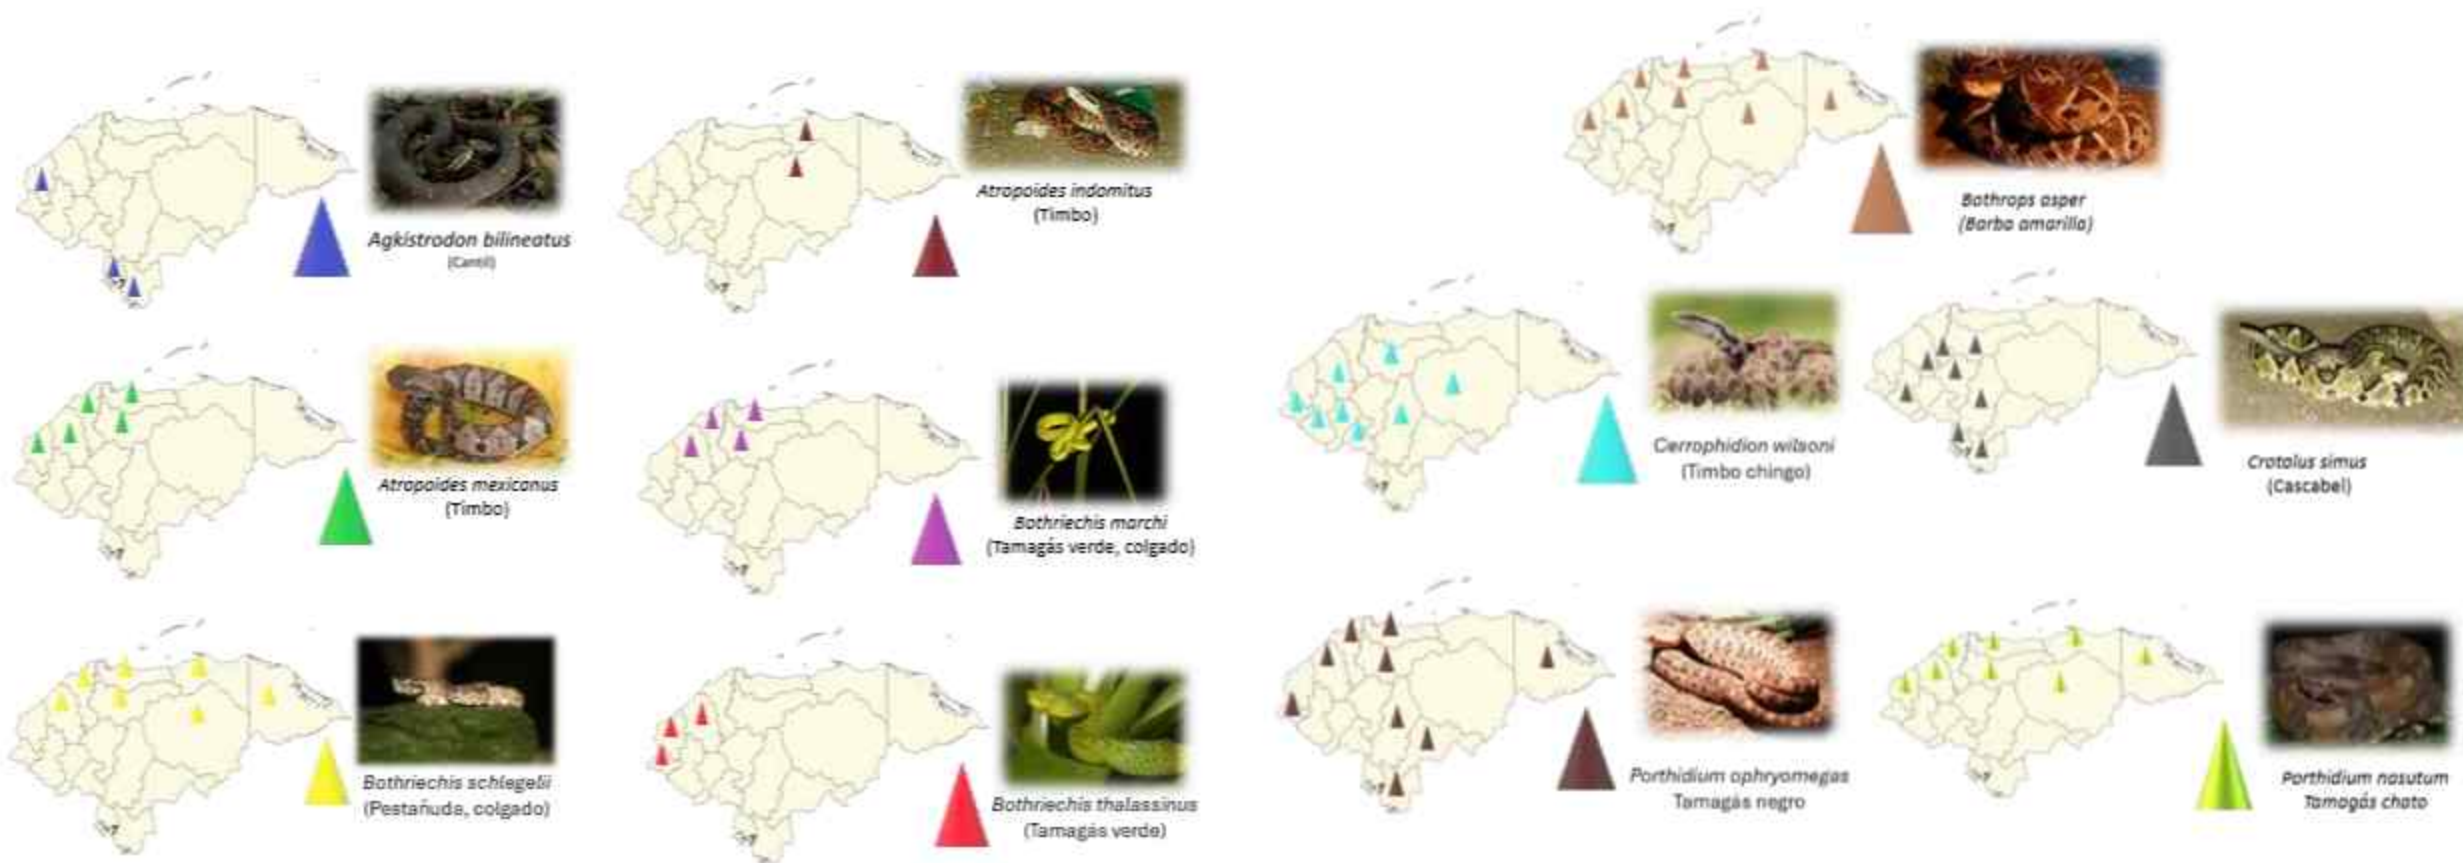 Agkistrodon bilineatus
(Cantil)
Atropoides indomitus
(Timbo)
Bothrops asper
(Barba amarilla)
Atropoides mexicanus
(Timbo)
Bothriechis marchi
(Tamagás verde, colgado)
Cerrophidion wilsoni
(Timbo chingo)
Crotalus simus
(Cascabel)
Bothriechis schlegelii
(Pestañuda, colgado)
Bothriechis thalassinus
(Tamagás verde)
Porthidium ophryomegas
Tamagás negro
Porthidium nasutum
Tamagás chato